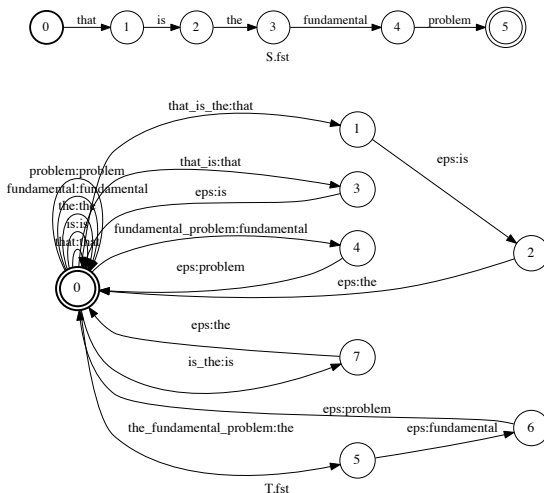 0 that 1 is 2 the 3 fundamental 4 problem 5
S.fst
that_is_the:that
1
problem:problem
that_is:that
eps:is
fundamental:fundamental
3
eps:is
the:the
is:is
fundamental_problem:fundamental
that:that
4
2
eps:problem
eps:the
0
eps:the
7
is_the:is
eps:problem
6
the_fundamental_problem:the
eps:fundamental
5
T.fst